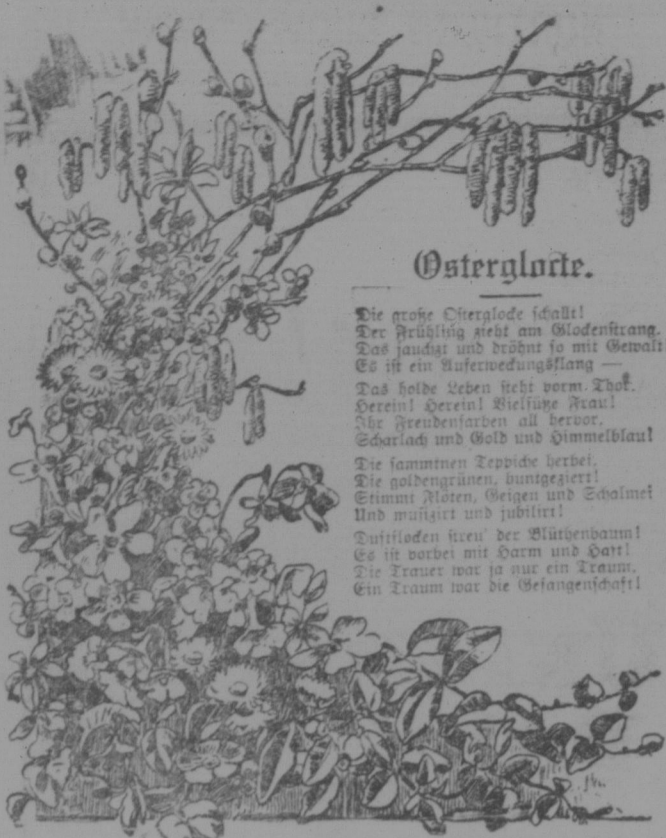 Osterglocke.
Die große Osterglocke schallt!
Der Frühling zieht am Glockenstrang.
Das jauchzt und dröhnt so mit Gewalt
Es ist ein Auferweckungsklang —
Das holde Leben steht vorm Thor.
Herein! Herein! Vielsüße Frau!
Ihr Freudenfarben all hervor,
Scharlach und Gold und Himmelblau!
Die sammtnen Teppiche herbei,
Die goldengrünen, buntgeziert!
Stimmt Flöten, Geigen und Schalmei
Und musizirt und jubilirt!
Duftflocken streu' der Blüthenbaum!
Es ist vorbei mit Harm und Haft!
Die Trauer war ja nur ein Traum,
Ein Traum war die Gefangenschaft!